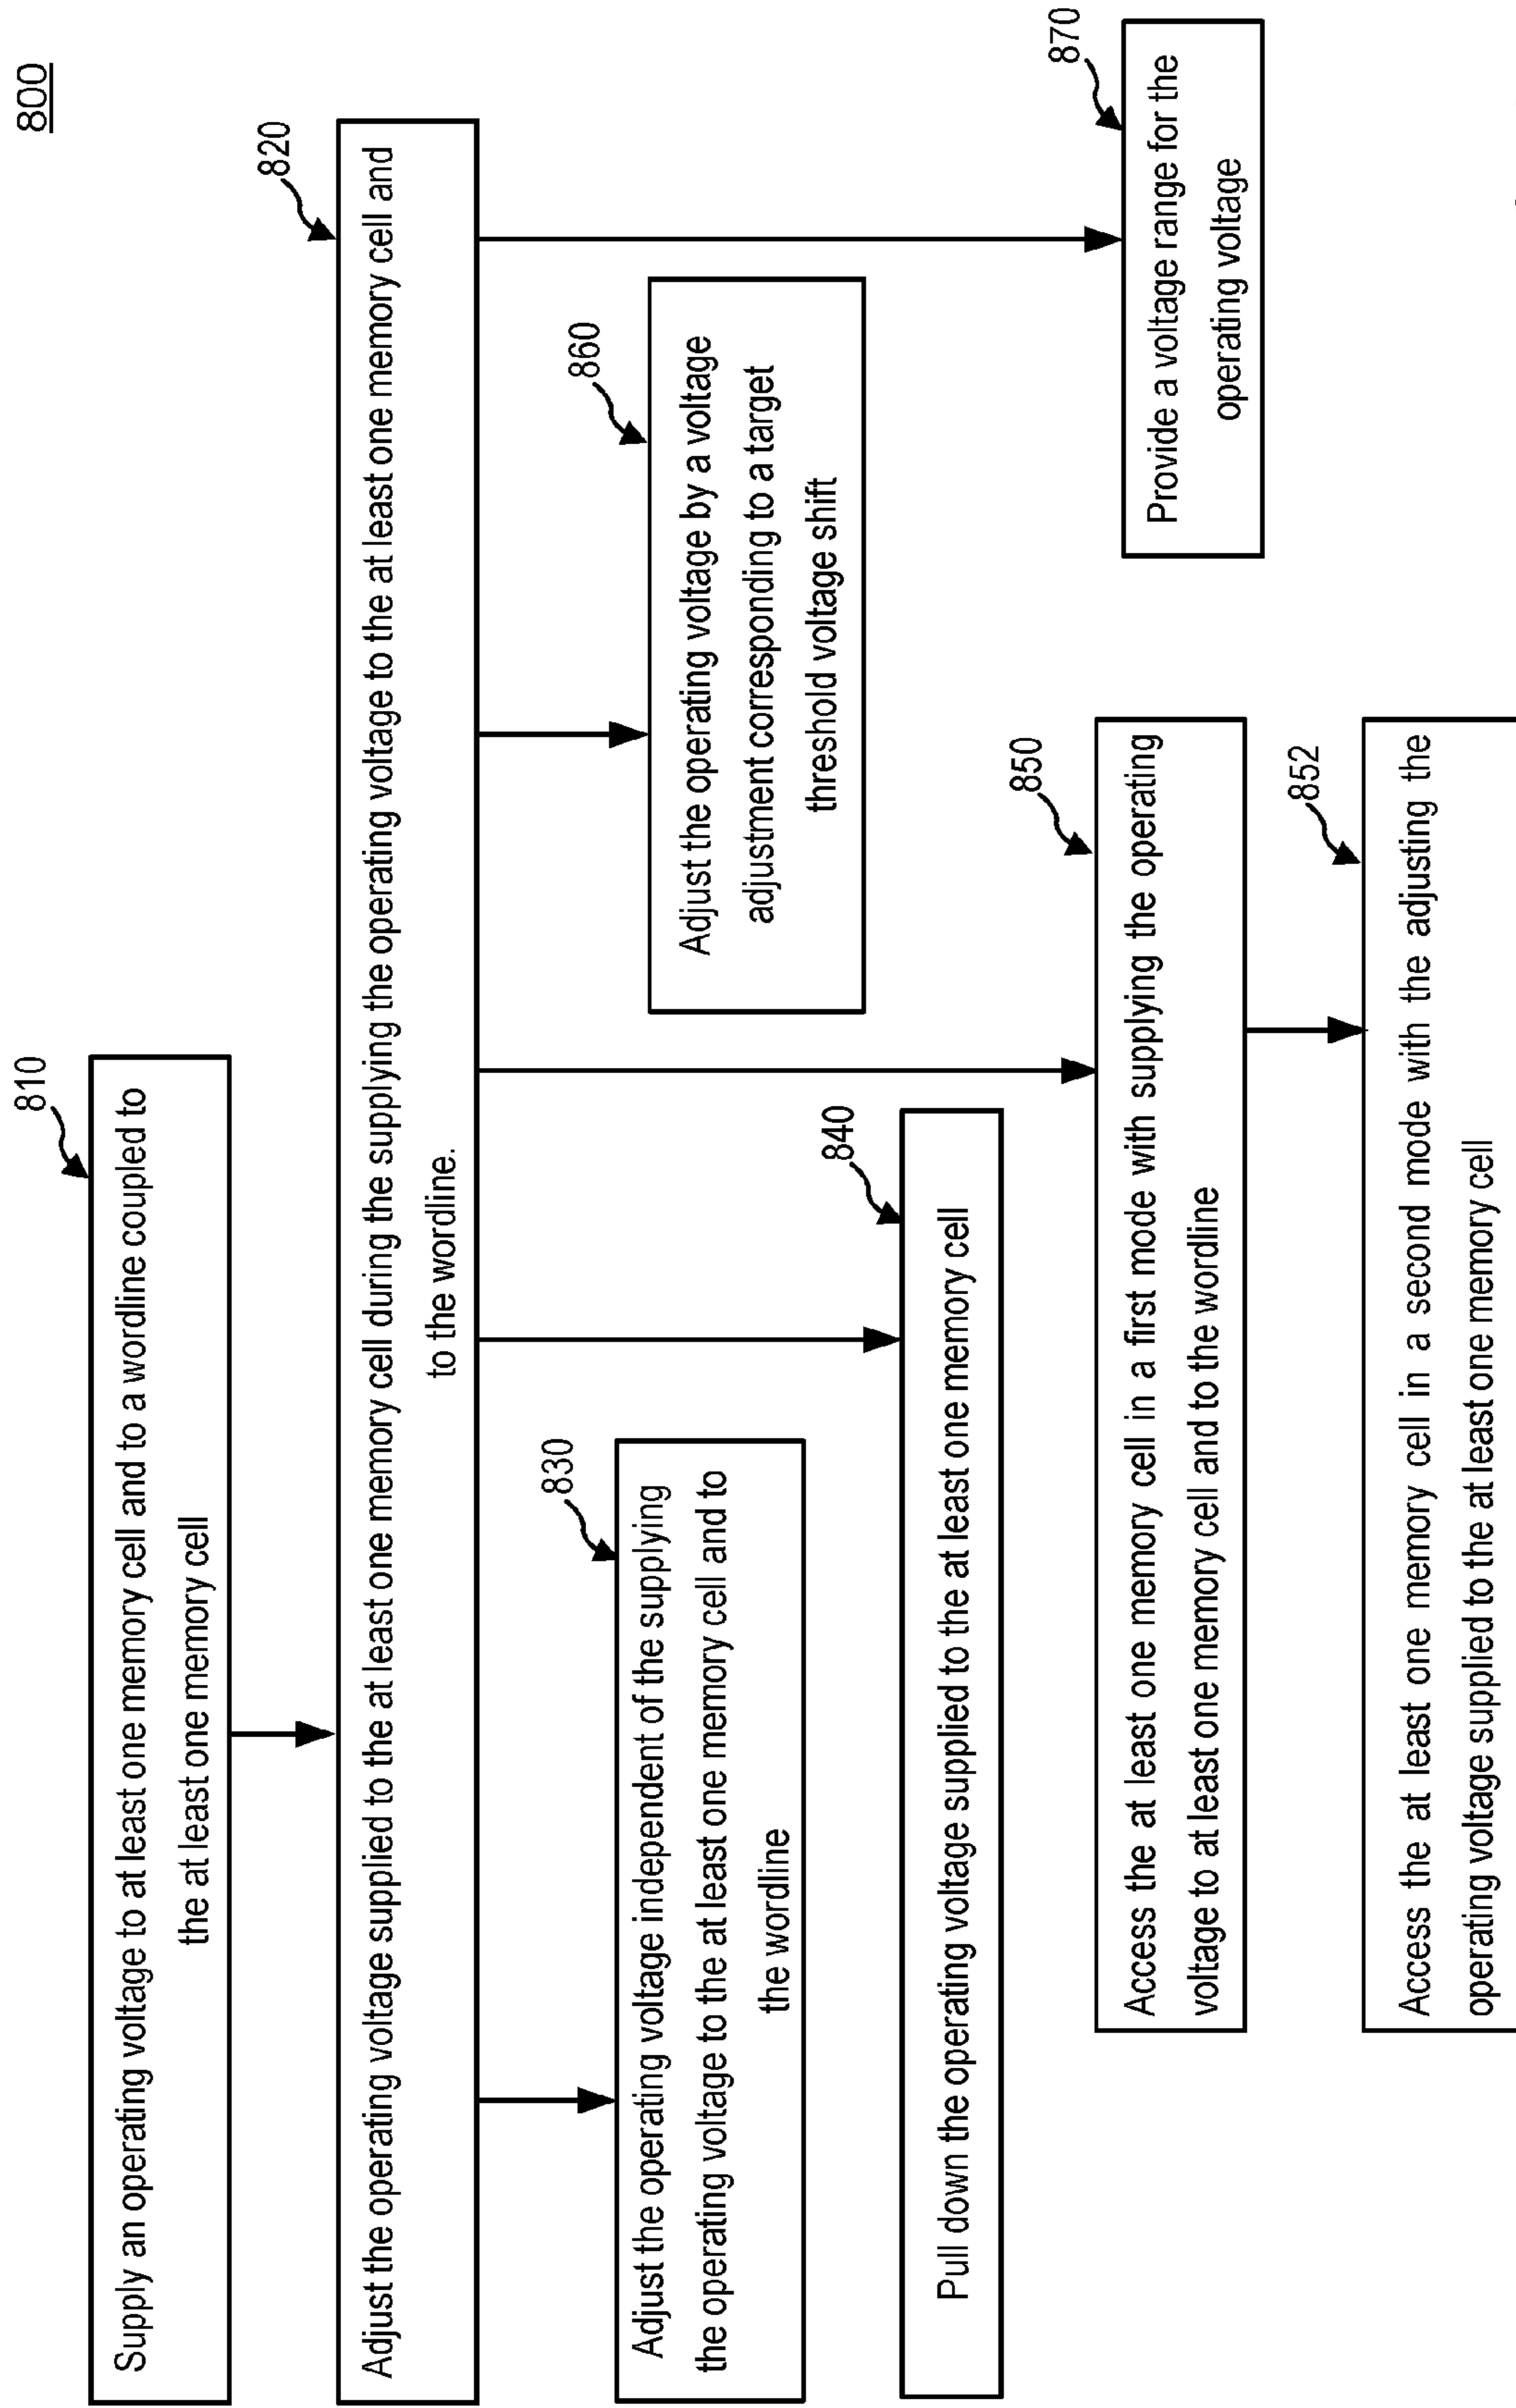 800
810
Supply an operating voltage to at least one memory cell and to a wordline coupled to
the at least one memory cell
820
Adjust the operating voltage supplied to the at least one memory cell during the supplying the operating voltage to the at least one memory cell and
to the wordline.
830
Adjust the operating voltage independent of the supplying
the operating voltage to the at least one memory cell and to
the wordline
860
Adjust the operating voltage by a voltage
adjustment corresponding to a target
threshold voltage shift
840
Pull down the operating voltage supplied to the at least one memory cell
850
Access the at least one memory cell in a first mode with supplying the operating
voltage to at least one memory cell and to the wordline
870
Provide a voltage range for the
operating voltage
852
Access the at least one memory cell in a second mode with the adjusting the
operating voltage supplied to the at least one memory cell